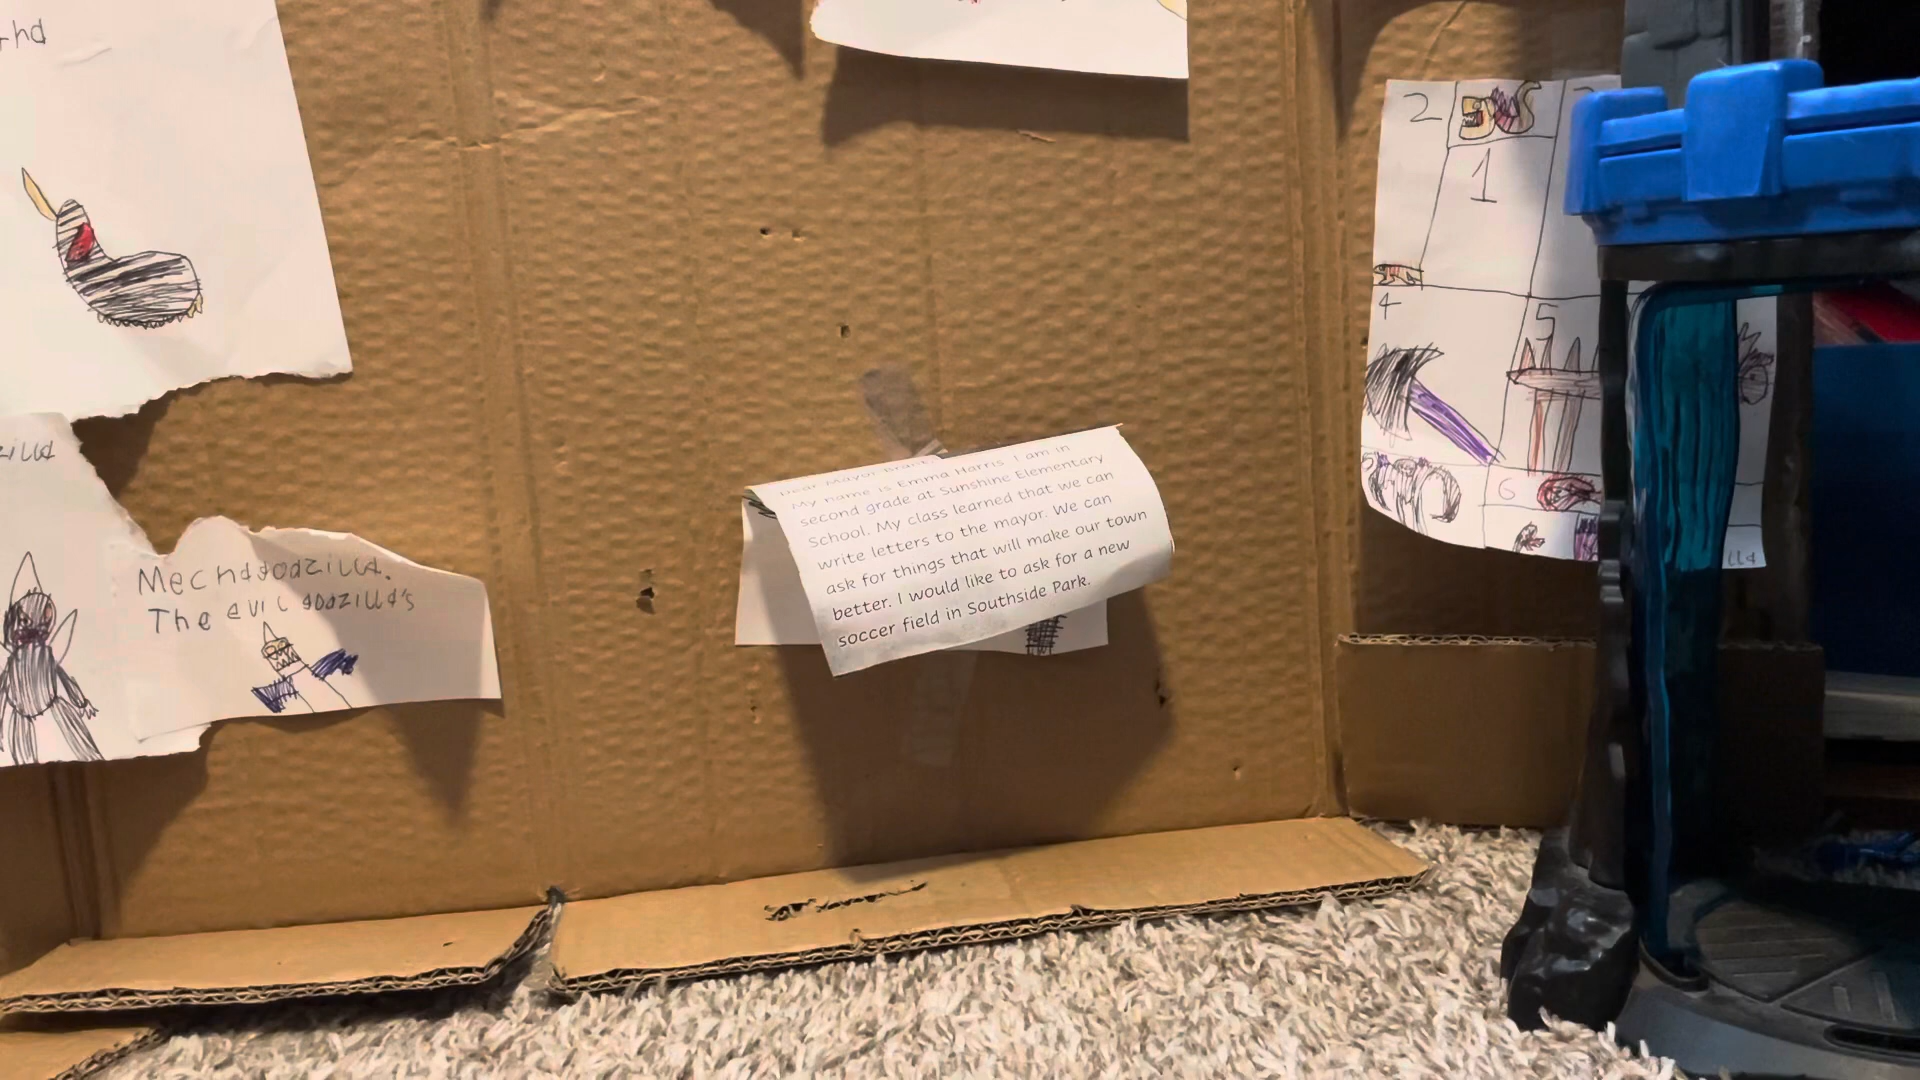 zilla
Mechagodzilla.
The evil godzilla's
Dear Mayor Grant,
My name is Emma Harris. I am in
second grade at Sunshine Elementary
School. My class learned that we can
write letters to the mayor. We can
ask for things that will make our town
better. I would like to ask for a new
soccer field in Southside Park.
2
1
4
5
6